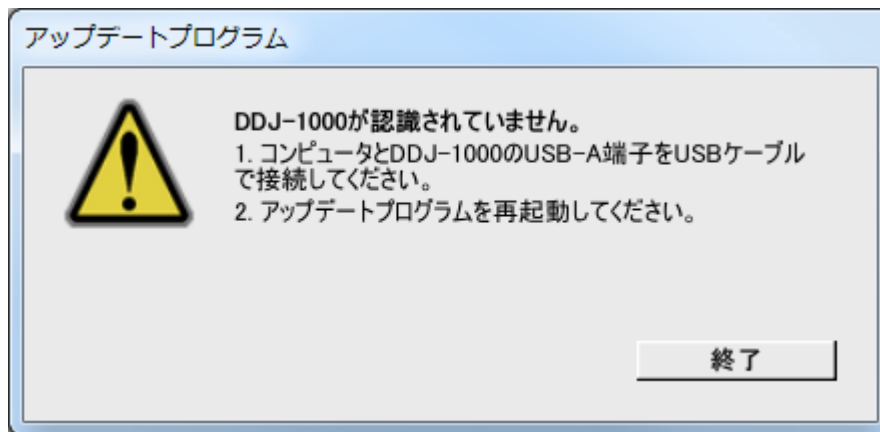 アップデートプログラム
DDJ-1000が認識されていません。
1. コンピュータとDDJ-1000のUSB-A端子をUSBケーブル
で接続してください。
2. アップデートプログラムを再起動してください。
終了